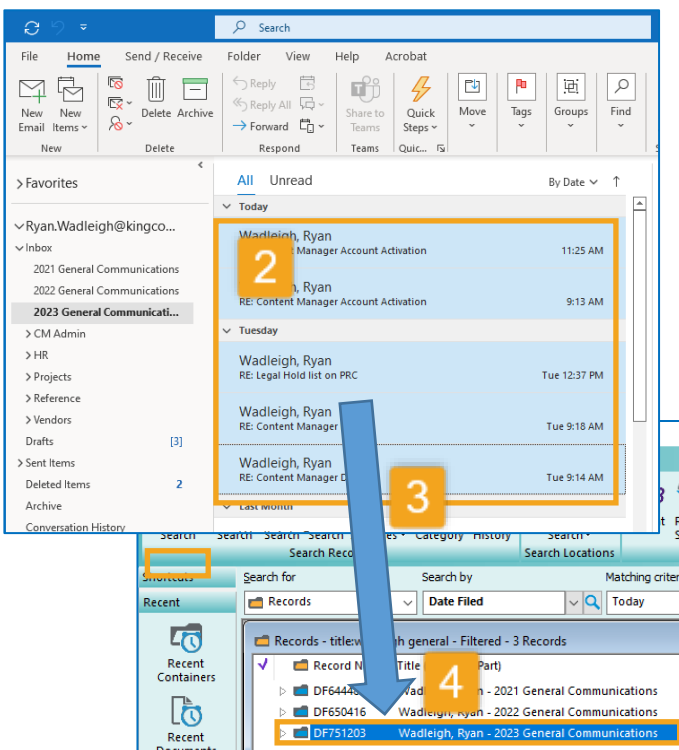 Search
File Home Send / Receive Folder View Help Acrobat
New Email
New Items
Delete
Archive
Reply
Reply All
Forward
Share to Teams
Quick Steps
Move
Tags
Groups
Find
New Delete Respond Teams Quic...
Favorites
Ryan.Wadleigh@kingco...
Inbox
2021 General Communications
2022 General Communications
2023 General Communicati...
CM Admin
HR
Projects
Reference
Vendors
Drafts [3]
Sent Items
Deleted Items 2
Archive
Conversation History
All Unread By Date
Today
Wadleigh, Ryan
Manager Account Activation 11:25 AM
2
Ryan
RE: Content Manager Account Activation 9:13 AM
Tuesday
Wadleigh, Ryan
RE: Legal Hold list on PRC Tue 12:37 PM
Wadleigh, Ryan
RE: Content Manager Tue 9:18 AM
Wadleigh, Ryan
RE: Content Manager Tue 9:14 AM
3
Last Month
Search Search Search Category History Search
Search Locations
Shortcuts
Search for Search by Matching criter
Recent
Records Date Filed Today
Recent Containers
Recent Documents
general - Filtered - 3 Records
Record Title Part)
4
2021 General Communications
DF650416 Wadleigh, Ryan - 2022 General Communications
DF751203 Wadleigh, Ryan - 2023 General Communications